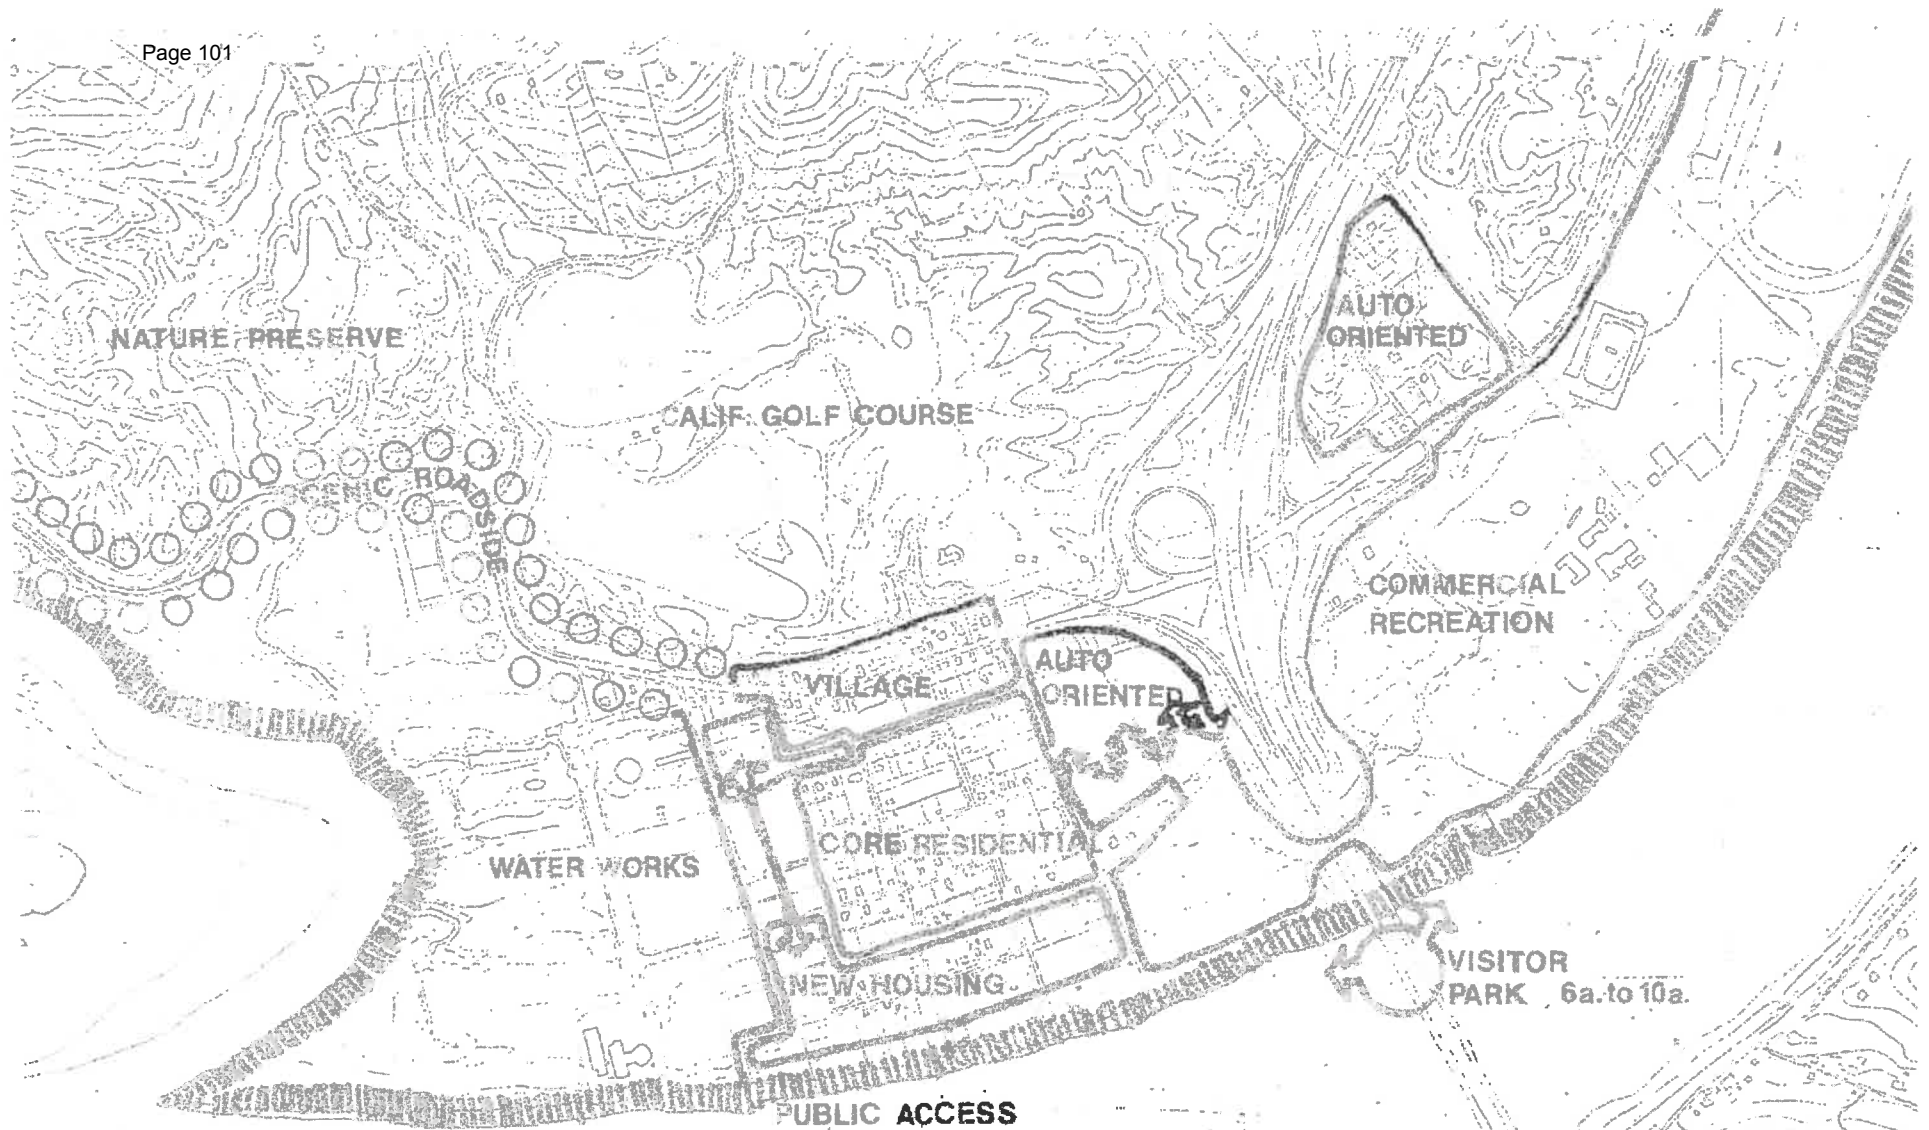 Page 101
NATURE PRESERVE
AUTO
ORIENTED
CALIF. GOLF COURSE
SCENIC ROADSIDE
COMMERCIAL
RECREATION
AUTO
ORIENTED
VILLAGE
CORE RESIDENTIAL
WATER WORKS
NEW HOUSING
VISITOR
PARK 6a. to 10a.
PUBLIC ACCESS